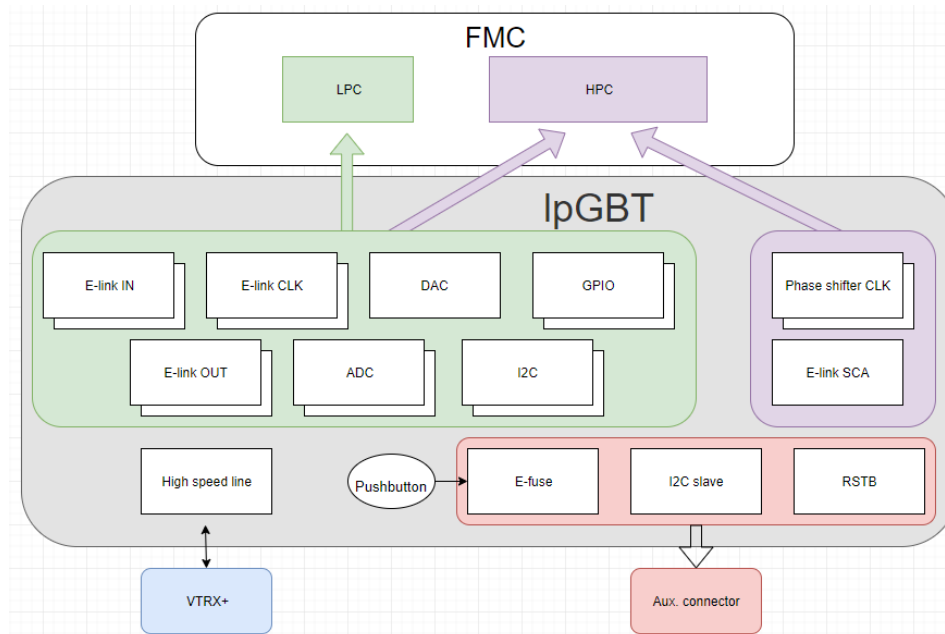 FMC
LPC
HPC
lpGBT
E-link IN
E-link CLK
DAC
GPIO
Phase shifter CLK
E-link OUT
ADC
I2C
E-link SCA
High speed line
Pushbutton
E-fuse
I2C slave
RSTB
VTRX+
Aux. connector